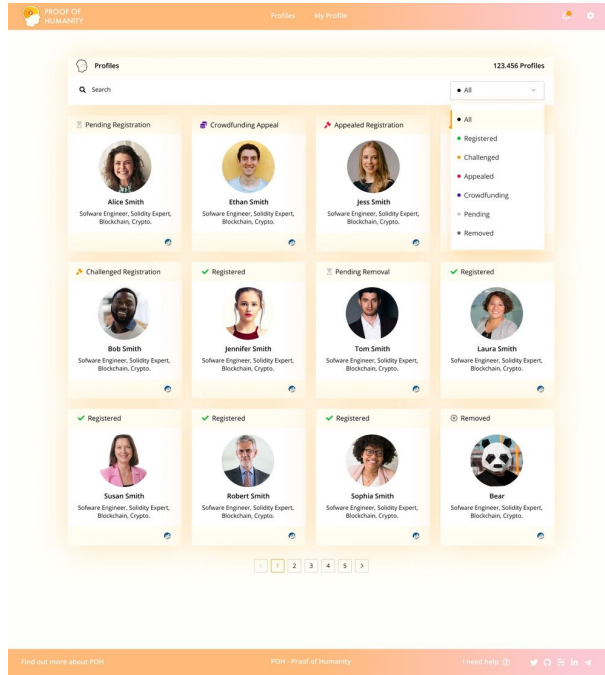 PROOF OF
HUMANITY
Profiles
My Profile
Profiles
123.456 Profiles
Search
All
All
Registered
Challenged
Appealed
Crowdfunding
Pending
Removed
Pending Registration
Crowdfunding Appeal
Appealed Registration
Alice Smith
Sofware Engineer, Solidity Expert,
Blockchain, Crypto.
Ethan Smith
Sofware Engineer, Solidity Expert,
Blockchain, Crypto.
Jess Smith
Sofware Engineer, Solidity Expert,
Blockchain, Crypto.
Challenged Registration
Registered
Pending Removal
Registered
Bob Smith
Sofware Engineer, Solidity Expert,
Blockchain, Crypto.
Jennifer Smith
Sofware Engineer, Solidity Expert,
Blockchain, Crypto.
Tom Smith
Sofware Engineer, Solidity Expert,
Blockchain, Crypto.
Laura Smith
Sofware Engineer, Solidity Expert,
Blockchain, Crypto.
Registered
Registered
Registered
Removed
Susan Smith
Sofware Engineer, Solidity Expert,
Blockchain, Crypto.
Robert Smith
Sofware Engineer, Solidity Expert,
Blockchain, Crypto.
Sophia Smith
Sofware Engineer, Solidity Expert,
Blockchain, Crypto.
Bear
Sofware Engineer, Solidity Expert,
Blockchain, Crypto.
< 1 2 3 4 5 >
Find out more about POH
POH - Proof of Humanity
I need help